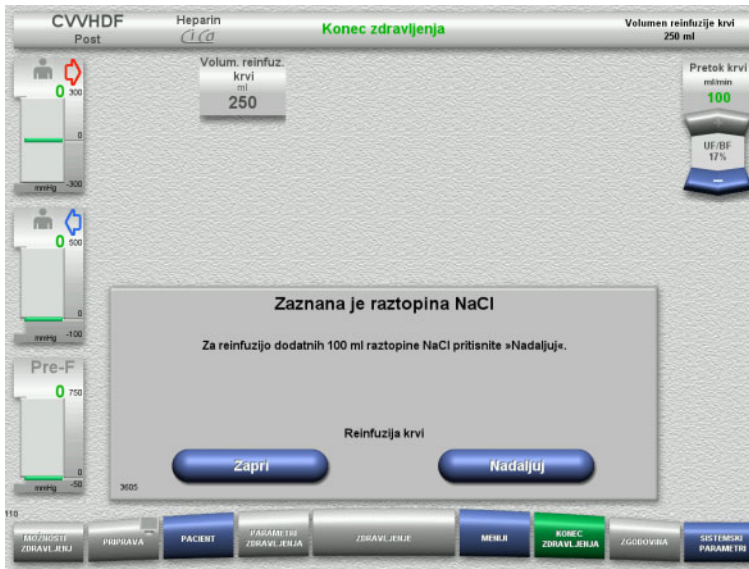 CVVHDF
Post
Heparin
Ci Ca
Konec zdravljenja
Volumen reinfuzije krvi
250 ml
0
300
0
-300
mmHg
Volum. reinfuz.
krvi
ml
250
Pretok krvi
ml/min
100
UF/BF
17%
0
500
0
-100
mmHg
Pre-F
0
750
0
-50
mmHg
Zaznana je raztopina NaCl
Za reinfuzijo dodatnih 100 ml raztopine NaCl pritisnite »Nadaljuj«.
Reinfuzija krvi
Zapri
Nadaljuj
3605
110
MOŽNOSTI
ZDRAVLJENJ
PRIPRAVA
PACIENT
PARAMETRI
ZDRAVLJENJA
ZDRAVLJENJE
MENIJI
KONEC
ZDRAVLJENJA
ZGODOVINA
SISTEMSKI
PARAMETRI